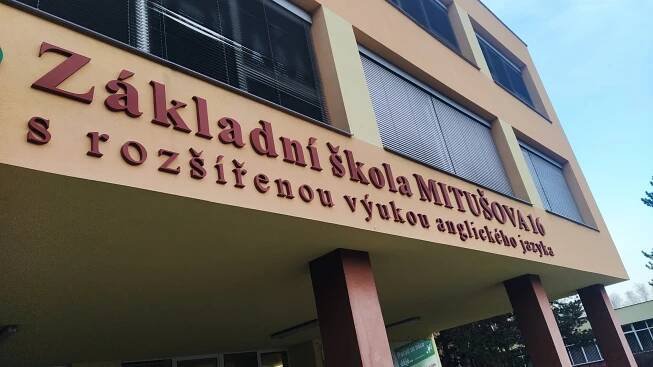 Základní škola MITUŠOVA 16
s rozšířenou výukou anglického jazyka